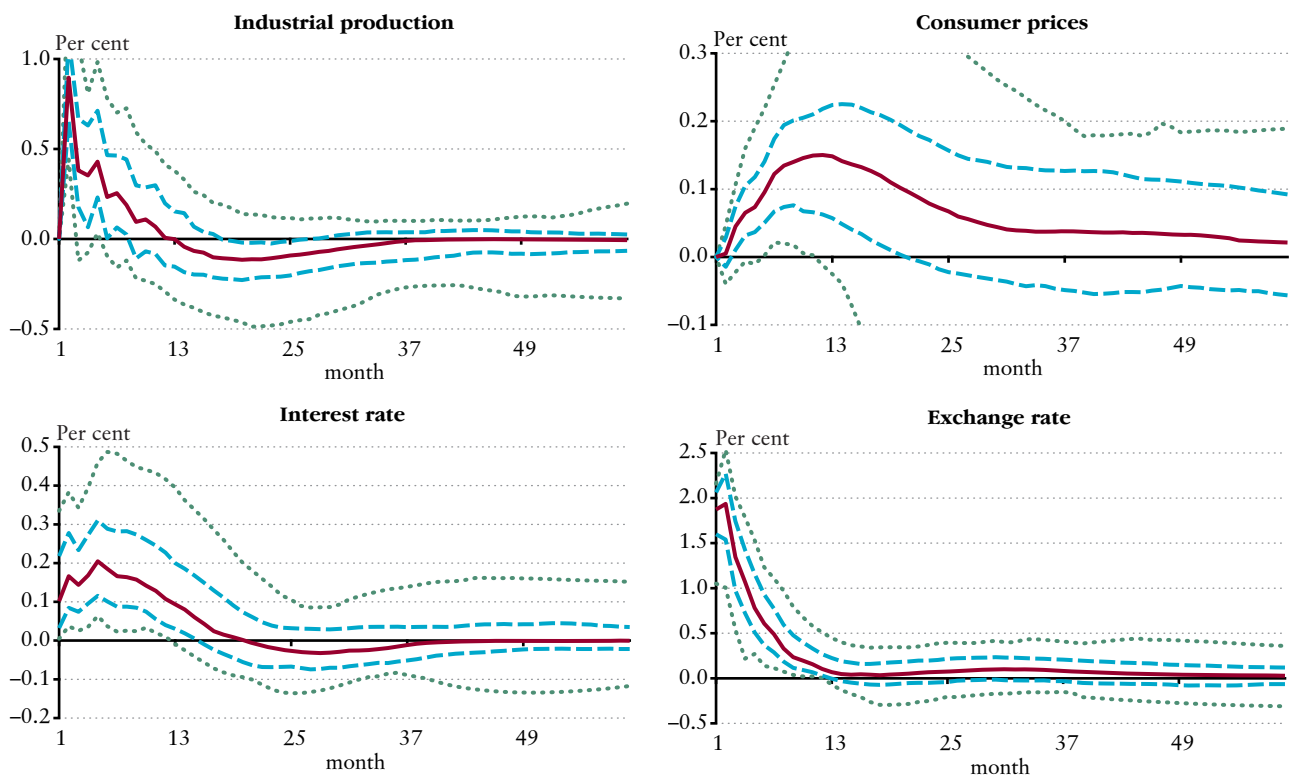 Industrial production
Per cent
1.0
0.5
0.0
–0.5
1 13 25 37 49
month
Consumer prices
Per cent
0.3
0.2
0.1
0.0
–0.1
1 13 25 37 49
month
Interest rate
Per cent
0.5
0.4
0.3
0.2
0.1
0.0
–0.1
–0.2
1 13 25 37 49
month
Exchange rate
Per cent
2.5
2.0
1.5
1.0
0.5
0.0
–0.5
1 13 25 37 49
month